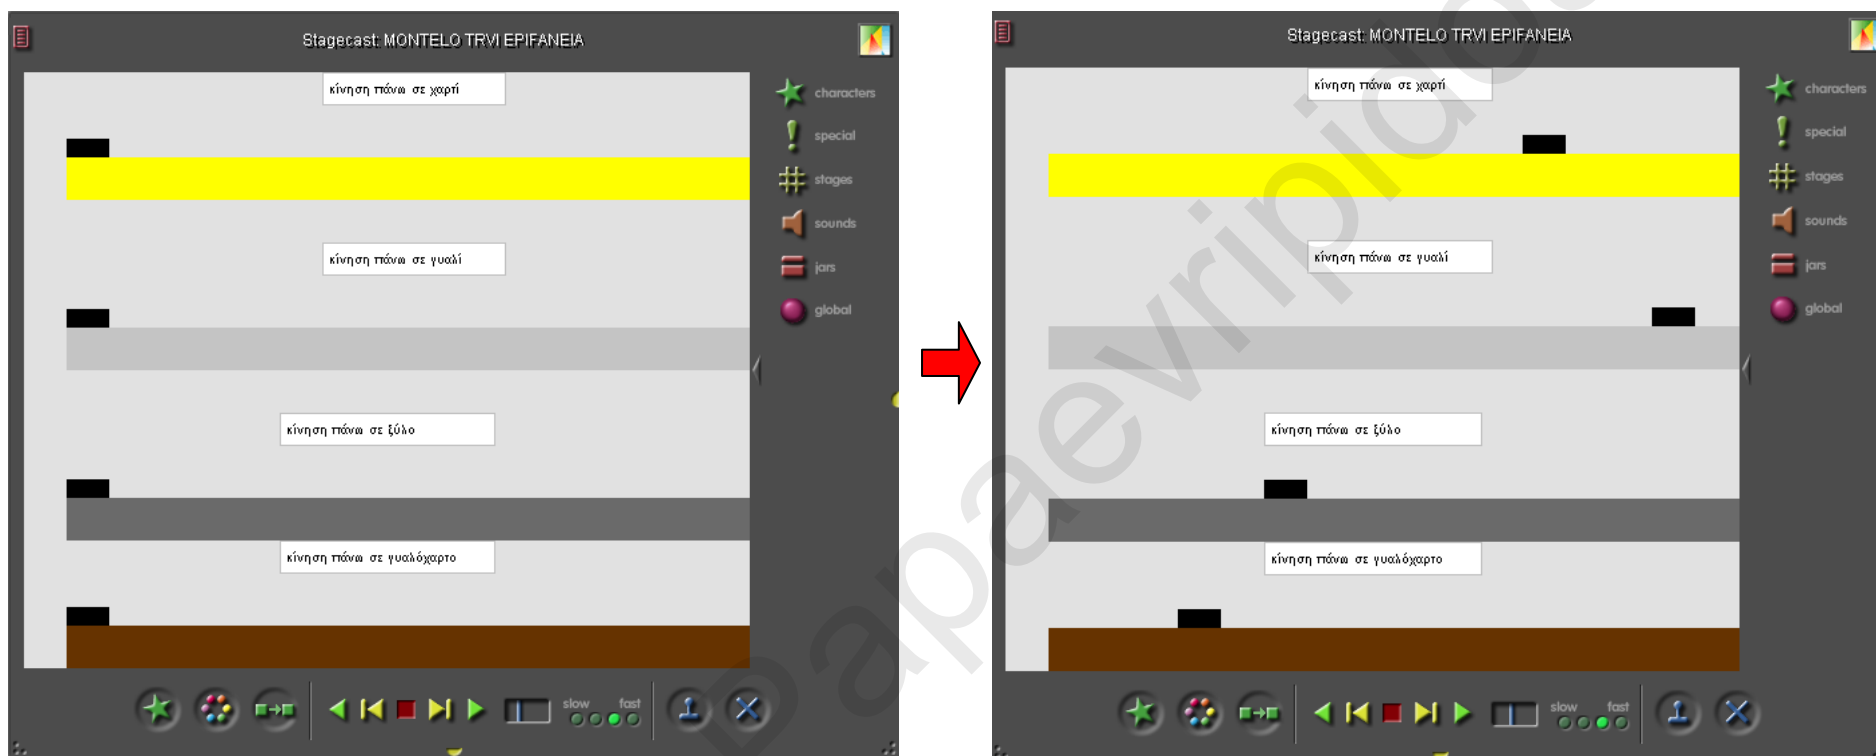 Stagecast: MONTELO TRVI EPIFANEIA
κίνηση πάνω σε χαρτί
κίνηση πάνω σε γυαλί
κίνηση πάνω σε ξύλο
κίνηση πάνω σε γυαλόχαρτο
characters
special
stages
sounds
jars
global
slow fast
Stagecast: MONTELO TRVI EPIFANEIA
κίνηση πάνω σε χαρτί
κίνηση πάνω σε γυαλί
κίνηση πάνω σε ξύλο
κίνηση πάνω σε γυαλόχαρτο
characters
special
stages
sounds
jars
global
slow fast
Papaevripidou